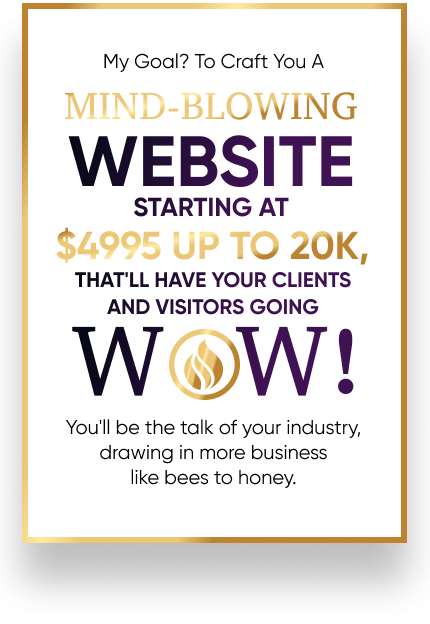 My Goal? To Craft You A
MIND-BLOWING
WEBSITE
STARTING AT
$4995 UP TO 20K,
THAT'LL HAVE YOUR CLIENTS
AND VISITORS GOING
WOW!
You'll be the talk of your industry,
drawing in more business
like bees to honey.